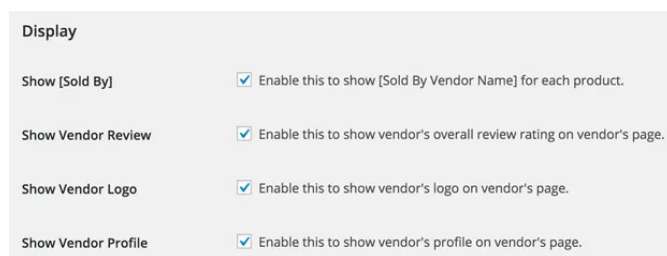 Display
Show [Sold By] Enable this to show [Sold By Vendor Name] for each product.
Show Vendor Review Enable this to show vendor's overall review rating on vendor's page.
Show Vendor Logo Enable this to show vendor's logo on vendor's page.
Show Vendor Profile Enable this to show vendor's profile on vendor's page.